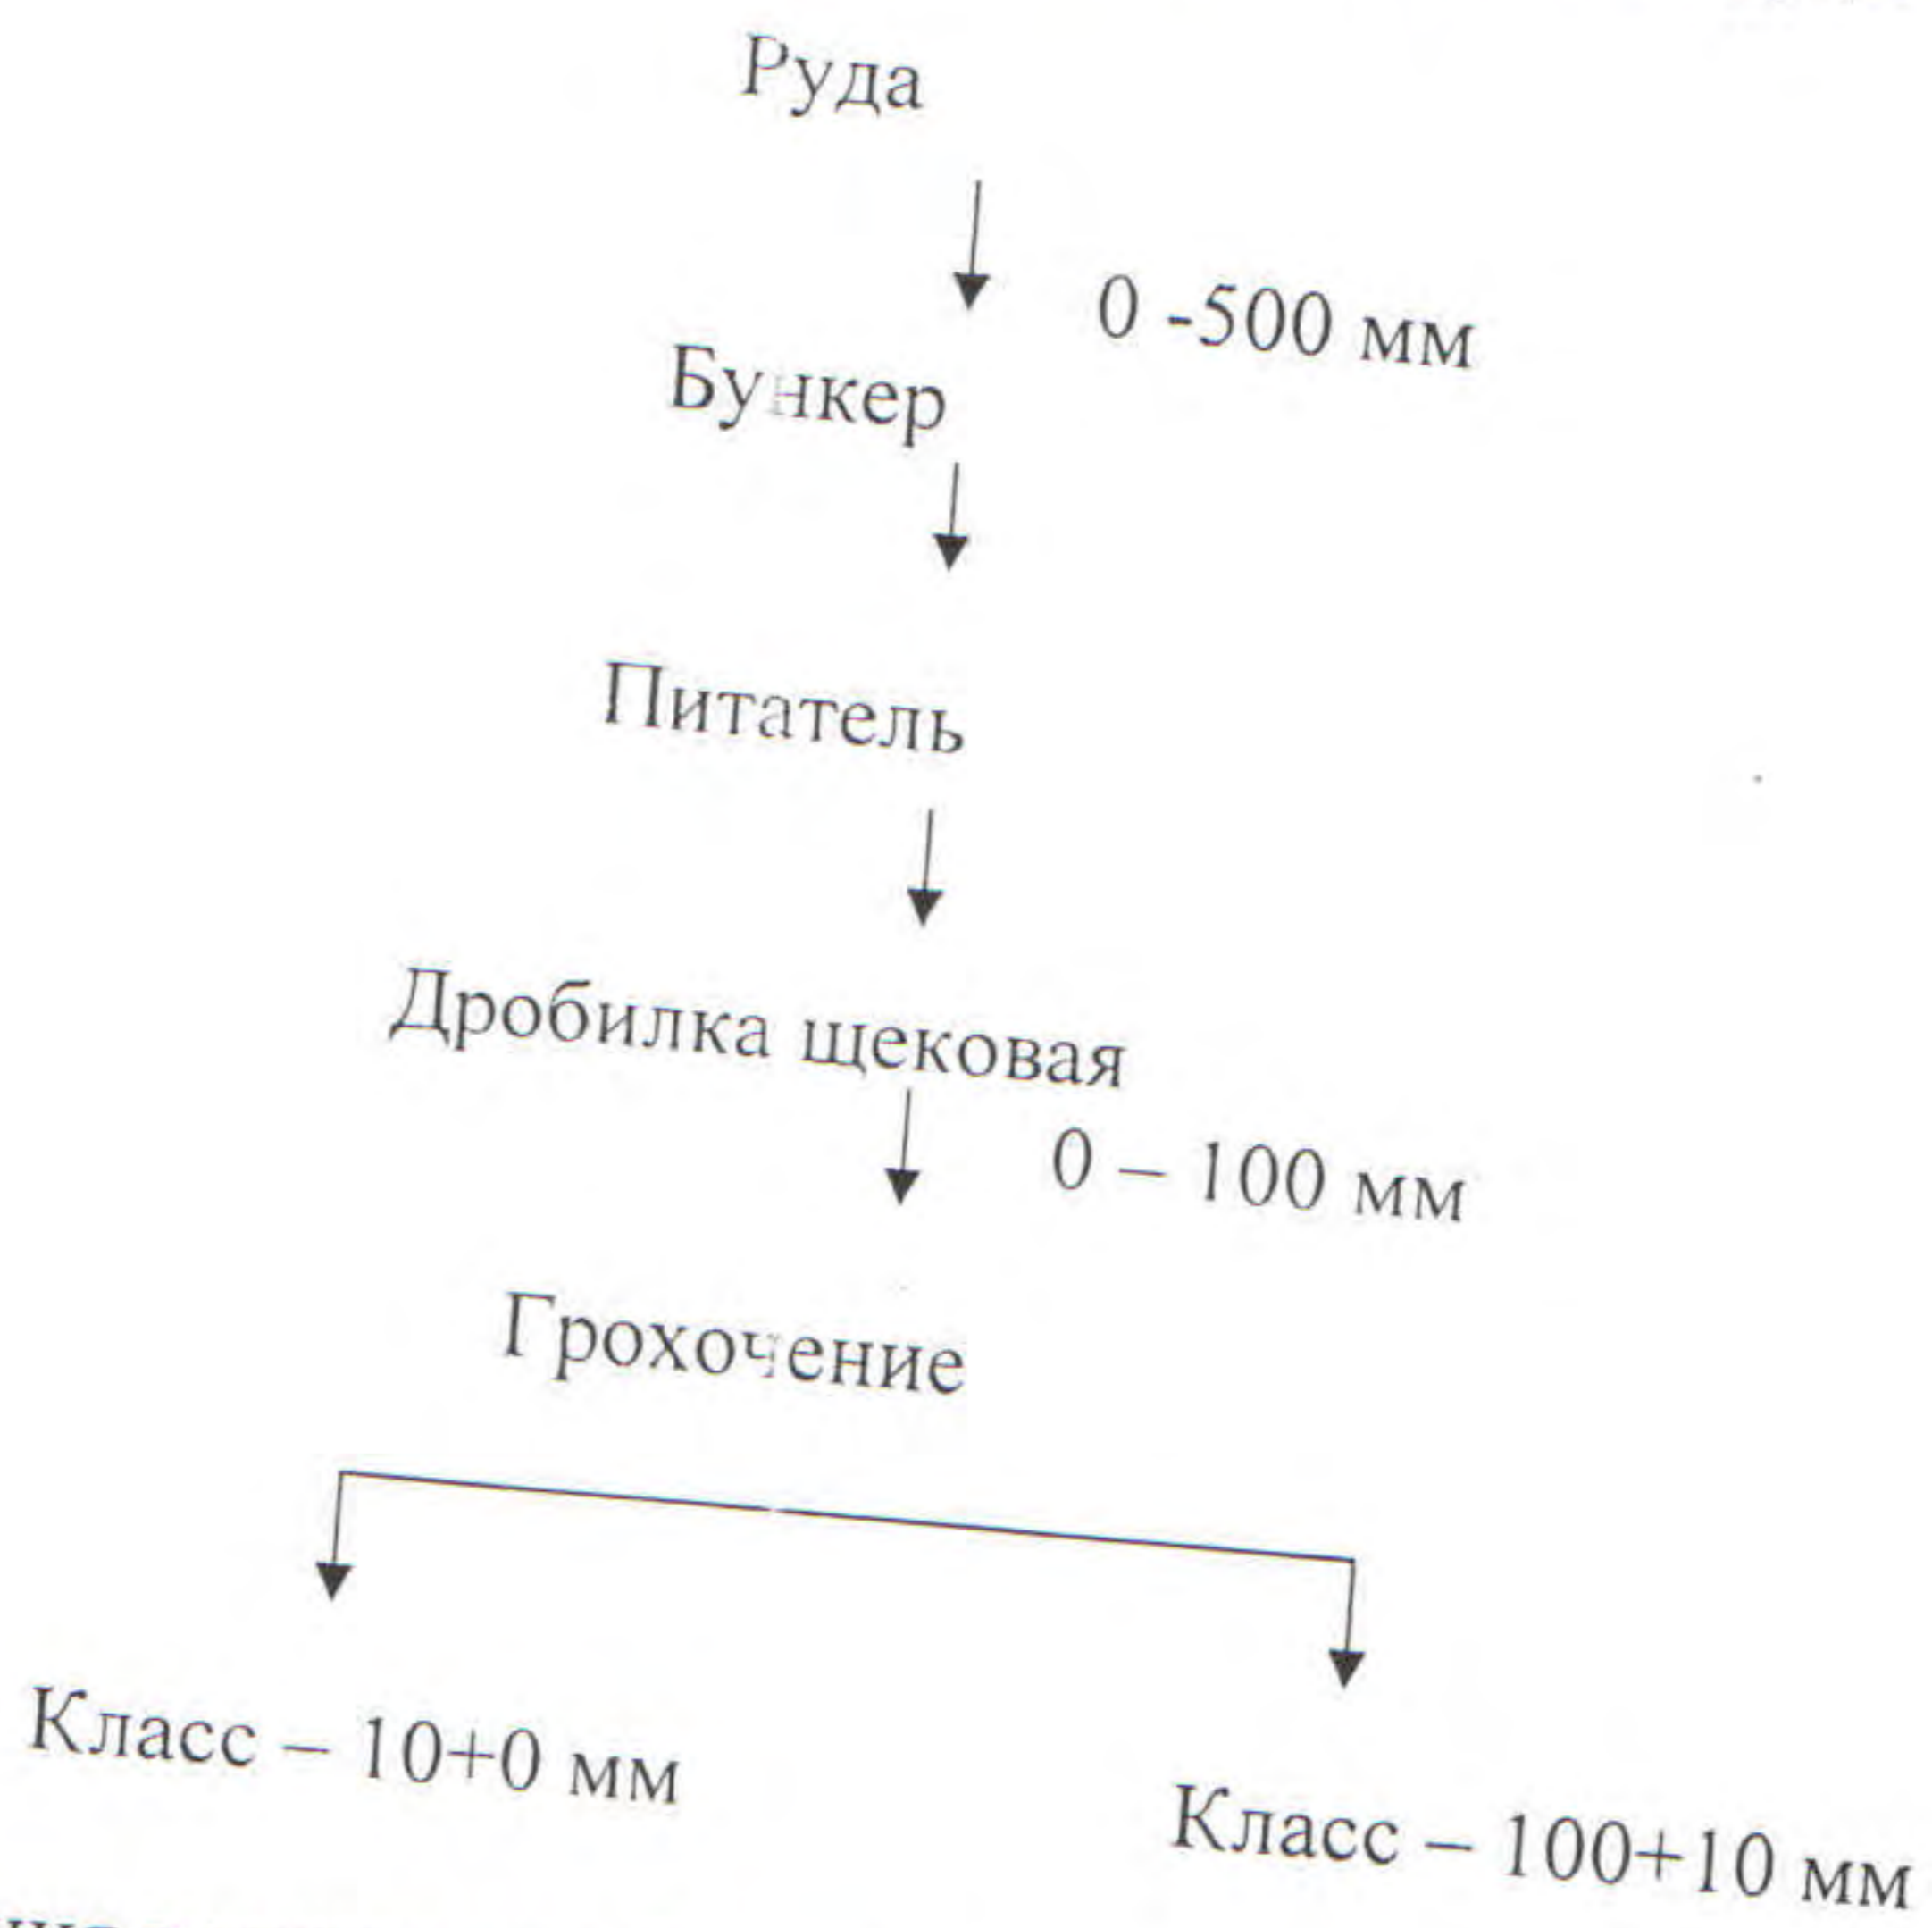 Руда
0 -500 мм
Бункер
Питатель
Дробилка щековая
0 – 100 мм
Грохочение
Класс – 10+0 мм
Класс – 100+10 мм